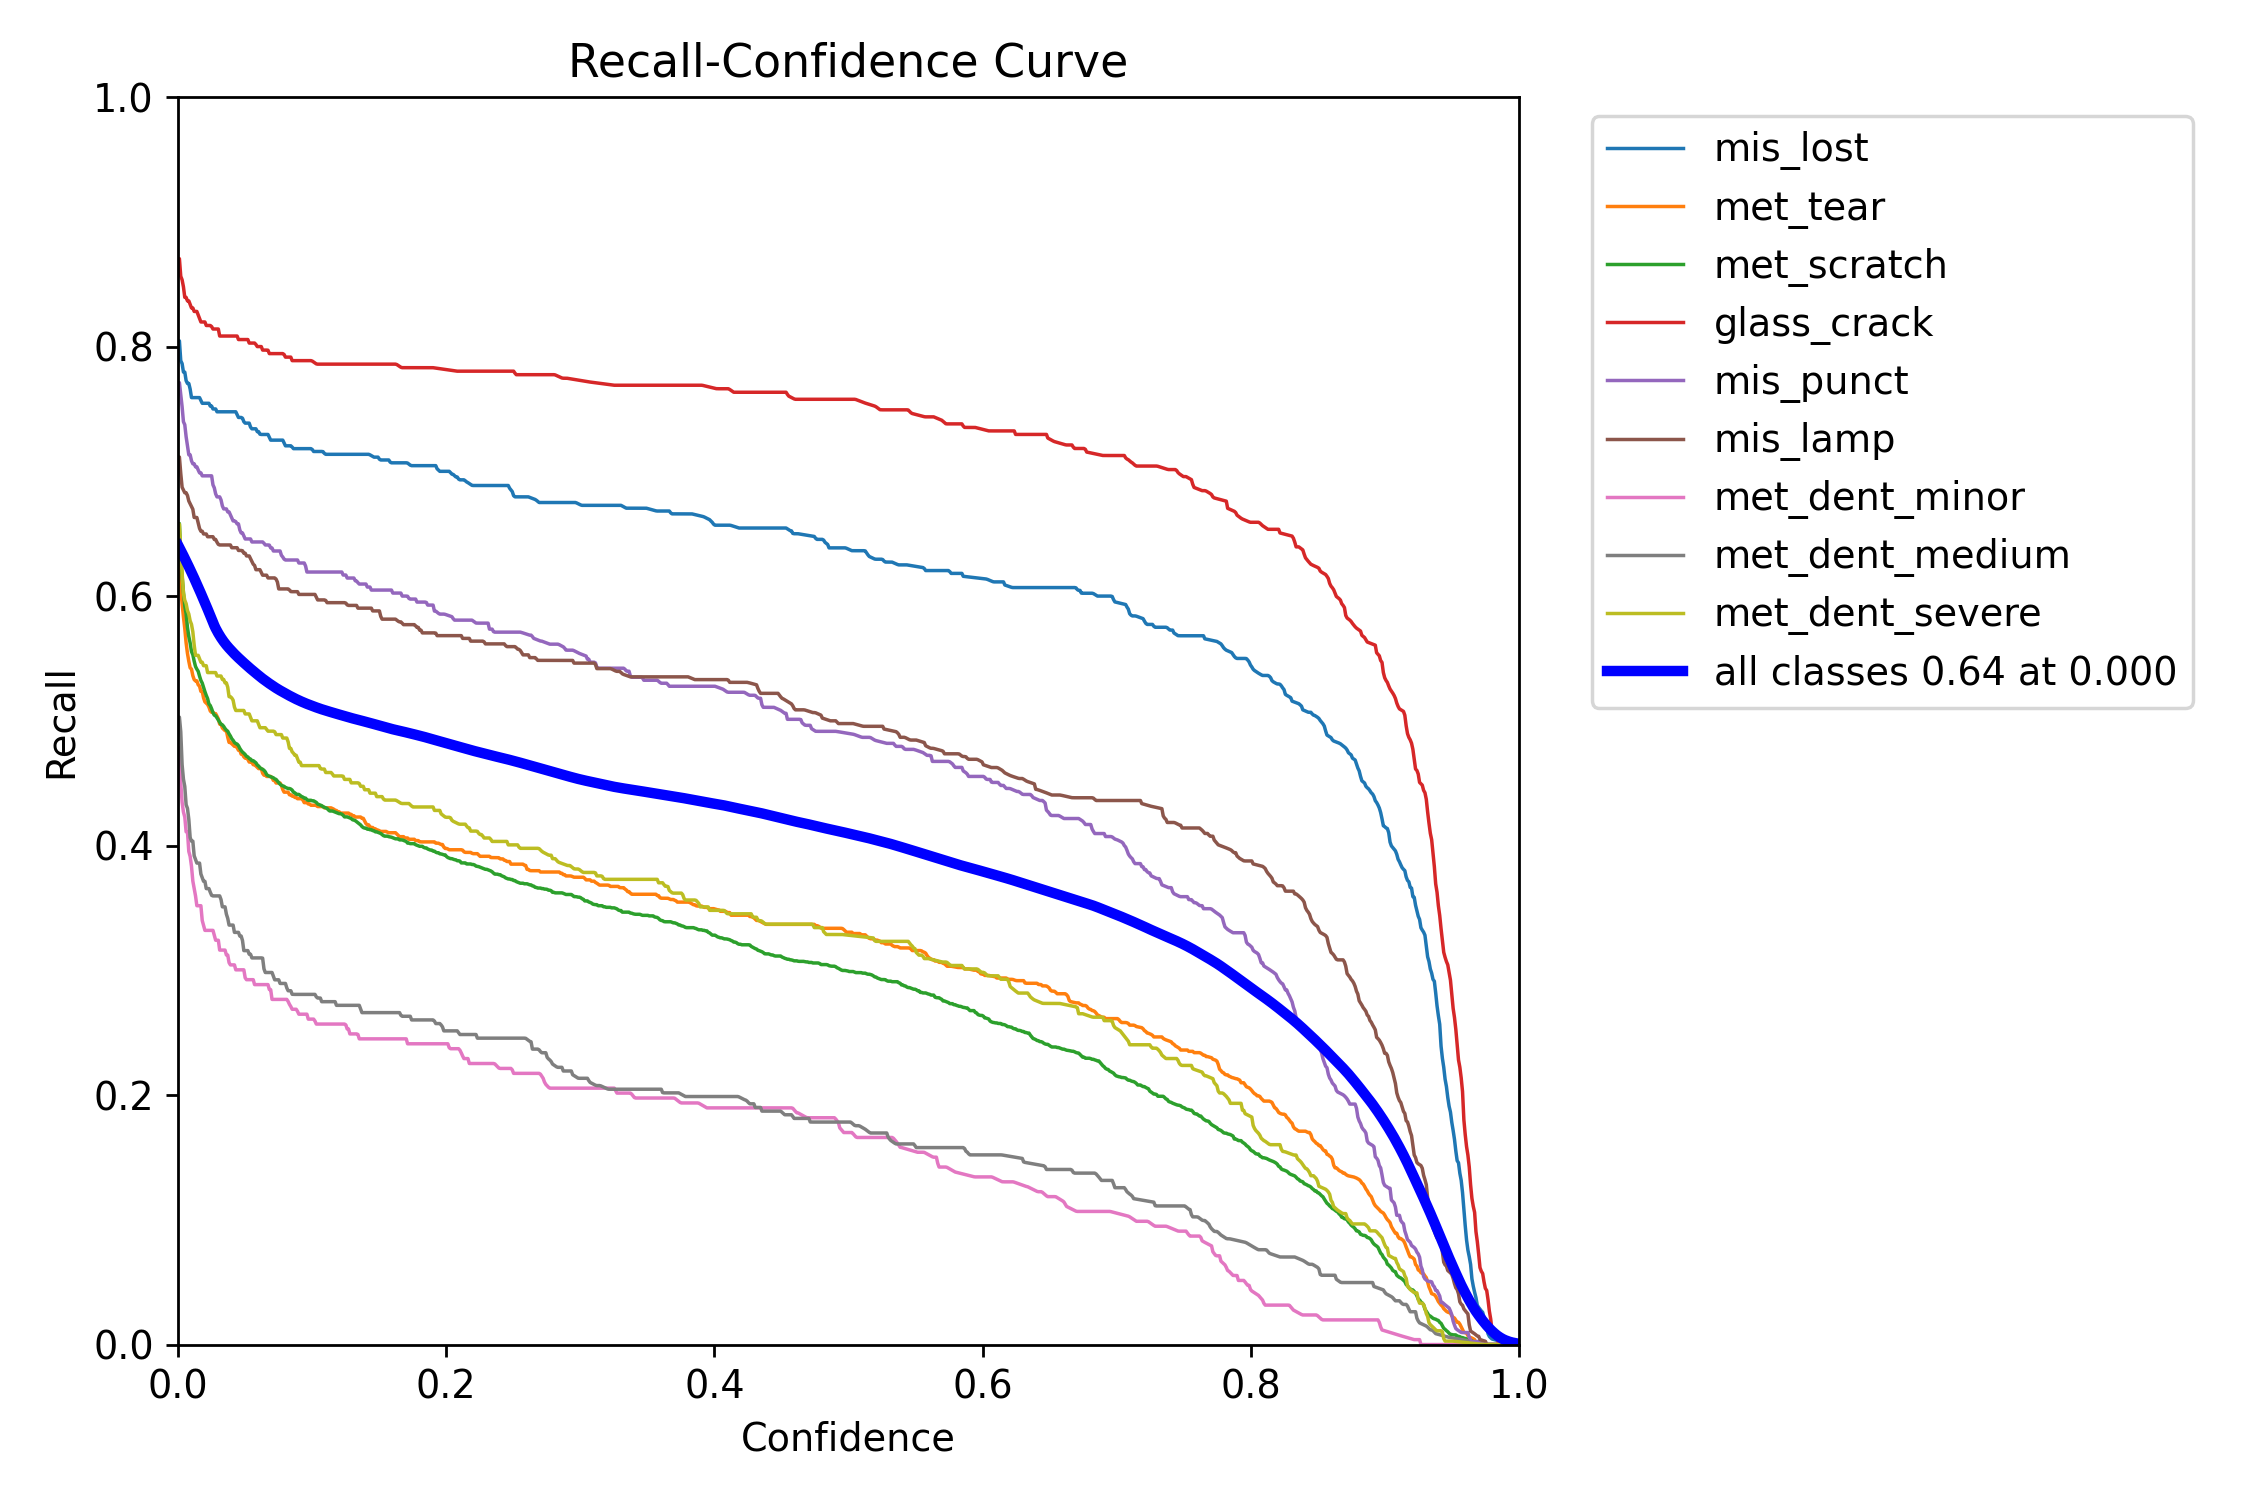 Recall-Confidence Curve
1.0
0.8
0.6
0.4
0.2
0.0
Recall
0.0 0.2 0.4 0.6 0.8 1.0
Confidence
mis_lost
met_tear
met_scratch
glass_crack
mis_punct
mis_lamp
met_dent_minor
met_dent_medium
met_dent_severe
all classes 0.64 at 0.000